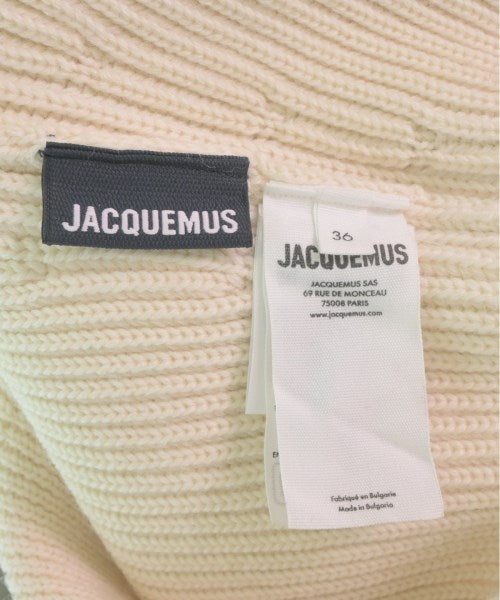 JACQUEMUS
36
JACQUEMUS
JACQUEMUS SAS
69 RUE DE MONCEAU
75008 PARIS
www.jacquemus.com
Fabriqué en Bulgarie
Made in Bulgaria